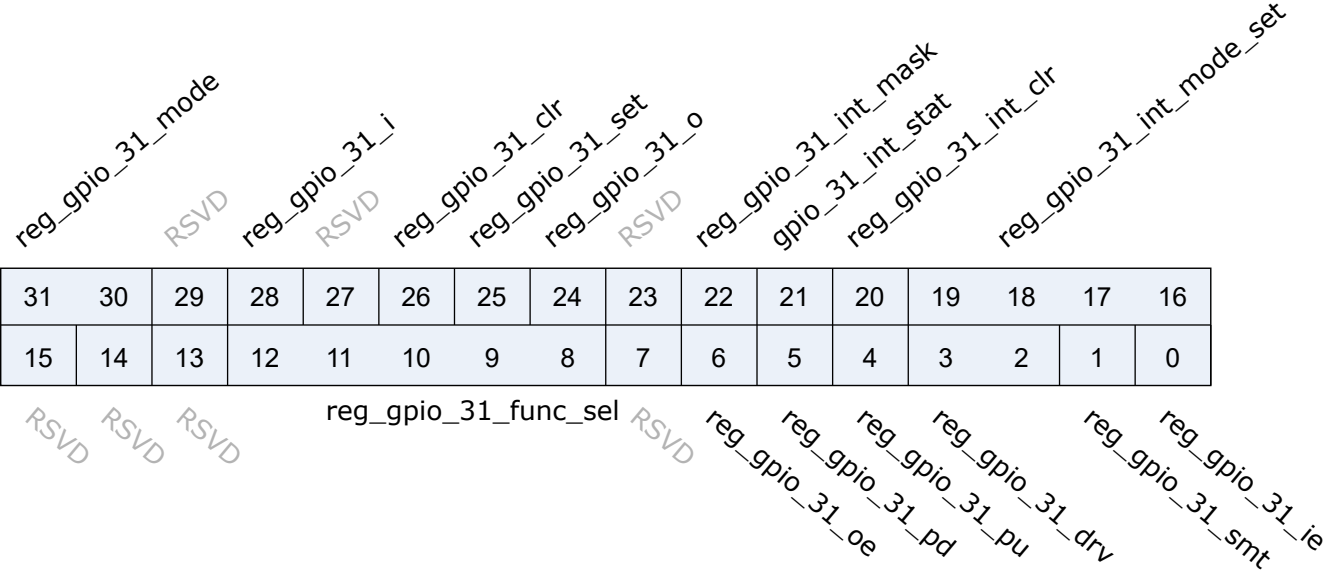 reg_gpio_31_mode
RSVD
reg_gpio_31_i
RSVD
reg_gpio_31_clr
reg_gpio_31_set
reg_gpio_31_o
RSVD
reg_gpio_31_int_mask
gpio_31_int_stat
reg_gpio_31_int_clr
reg_gpio_31_int_mode_set
31 30 29 28 27 26 25 24 23 22 21 20 19 18 17 16
15 14 13 12 11 10 9 8 7 6 5 4 3 2 1 0
RSVD
RSVD
RSVD
reg_gpio_31_func_sel
RSVD
reg_gpio_31_oe
reg_gpio_31_pd
reg_gpio_31_pu
reg_gpio_31_drv
reg_gpio_31_smt
reg_gpio_31_ie